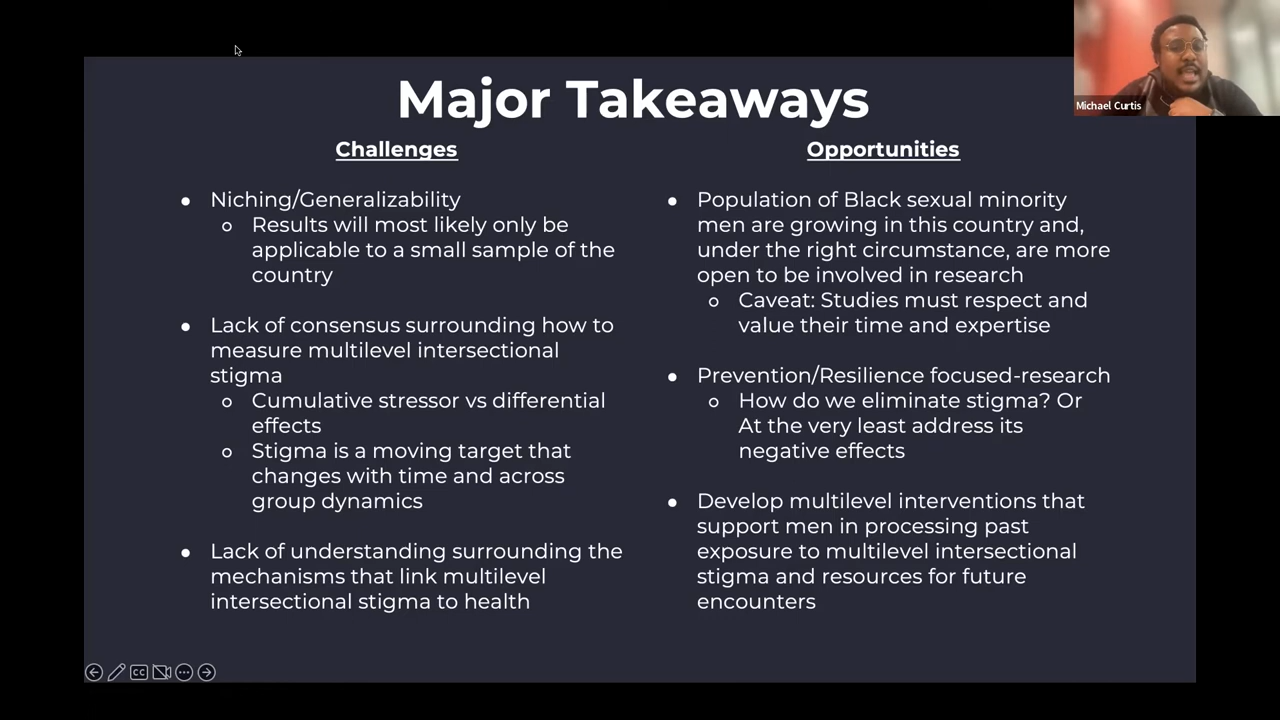 Michael Curtis
Major Takeaways
Challenges
● Niching/Generalizability
o Results will most likely only be
applicable to a small sample of the
country
● Lack of consensus surrounding how to
measure multilevel intersectional
stigma
o Cumulative stressor vs differential
effects
o Stigma is a moving target that
changes with time and across
group dynamics
● Lack of understanding surrounding the
mechanisms that link multilevel
intersectional stigma to health
Opportunities
● Population of Black sexual minority
men are growing in this country and,
under the right circumstance, are more
open to be involved in research
o Caveat: Studies must respect and
value their time and expertise
● Prevention/Resilience focused-research
o How do we eliminate stigma? Or
At the very least address its
negative effects
● Develop multilevel interventions that
support men in processing past
exposure to multilevel intersectional
stigma and resources for future
encounters
CC